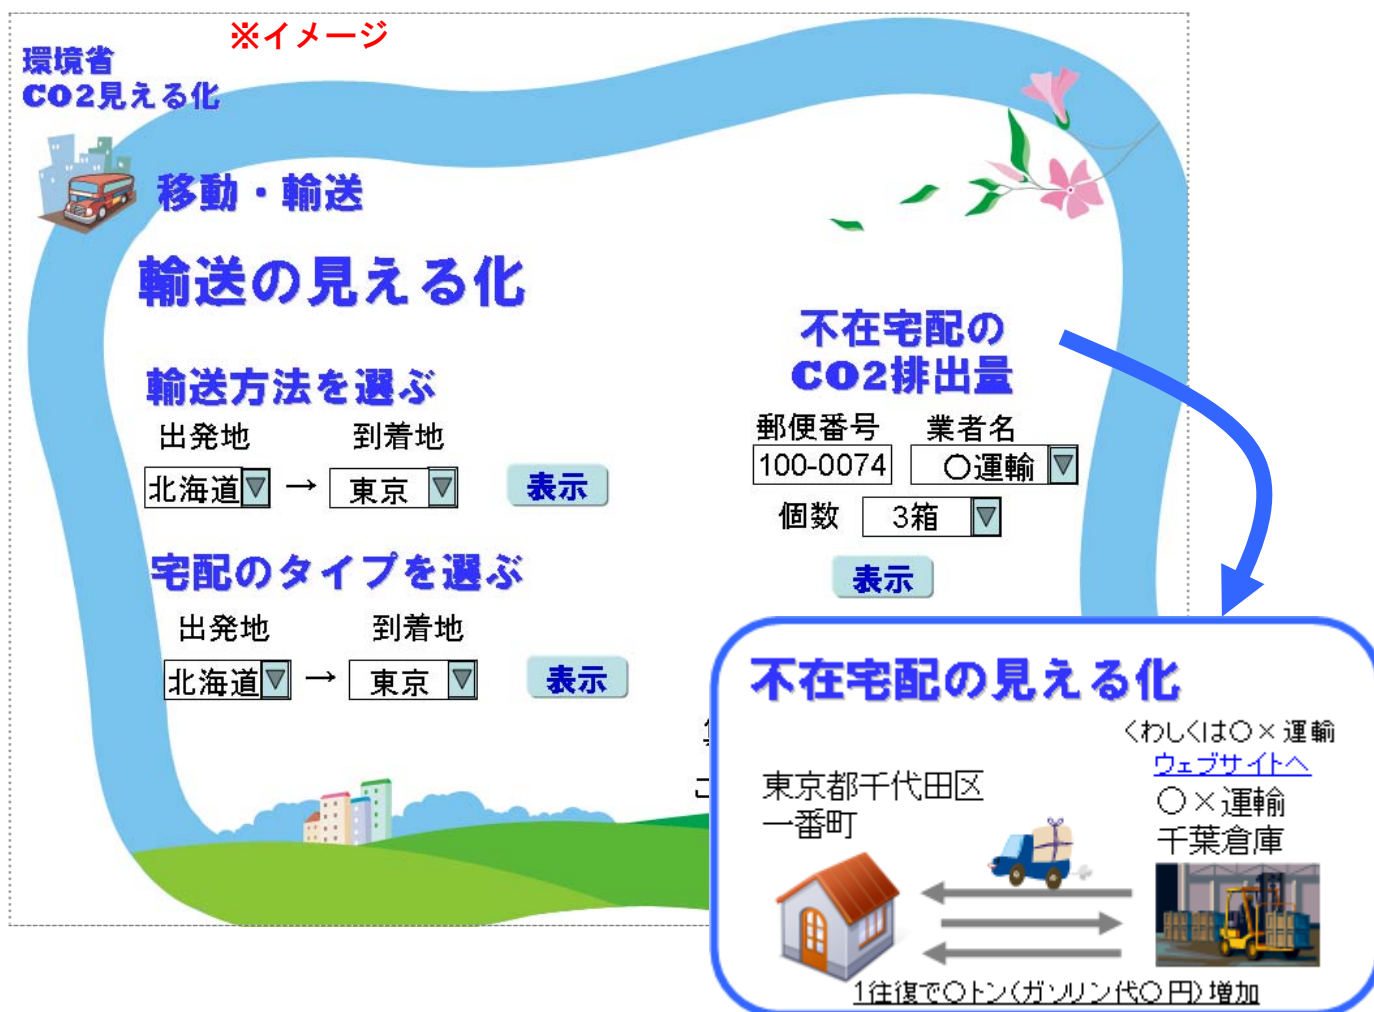 ※イメージ
環境省
CO2見える化
移動・輸送
輸送の見える化
輸送方法を選ぶ
出発地 到着地
北海道 → 東京 表示
宅配のタイプを選ぶ
出発地 到着地
北海道 → 東京 表示
不在宅配の
CO2排出量
郵便番号 業者名
100-0074 〇運輸
個数 3箱
表示
不在宅配の見える化
くわしくは〇×運輸
ウェブサイトへ
東京都千代田区
一番町
〇×運輸
千葉倉庫
1往復で〇トン(ガソリン代〇円)増加